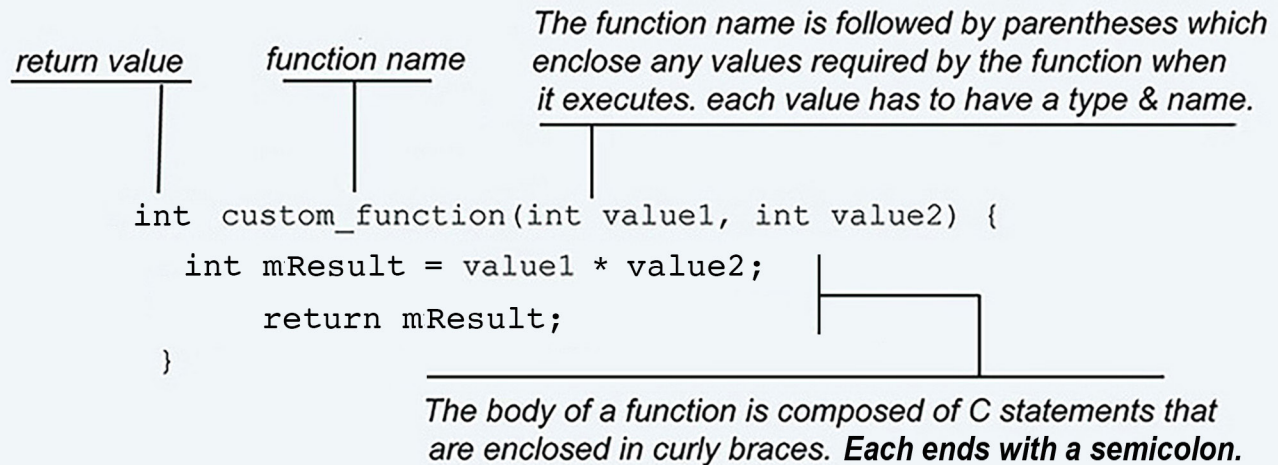 return value
function name
The function name is followed by parentheses which
enclose any values required by the function when
it executes. each value has to have a type & name.
int custom_function(int value1, int value2) {
int mResult = value1 * value2;
return mResult;
}
The body of a function is composed of C statements that
are enclosed in curly braces. Each ends with a semicolon.